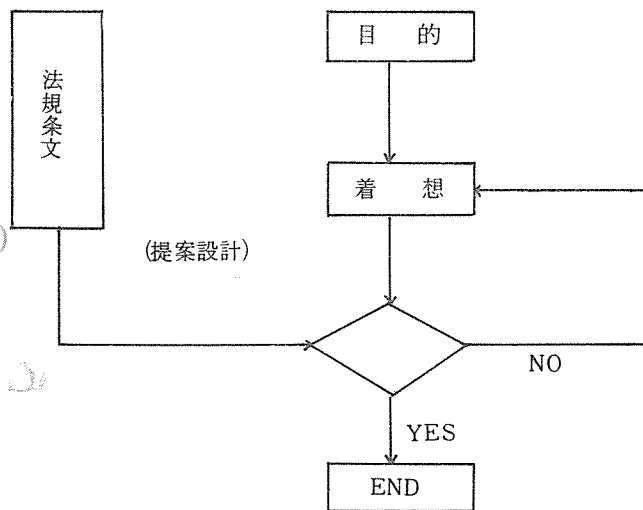 目 的
法規条文
着 想
(提案設計)
NO
YES
END